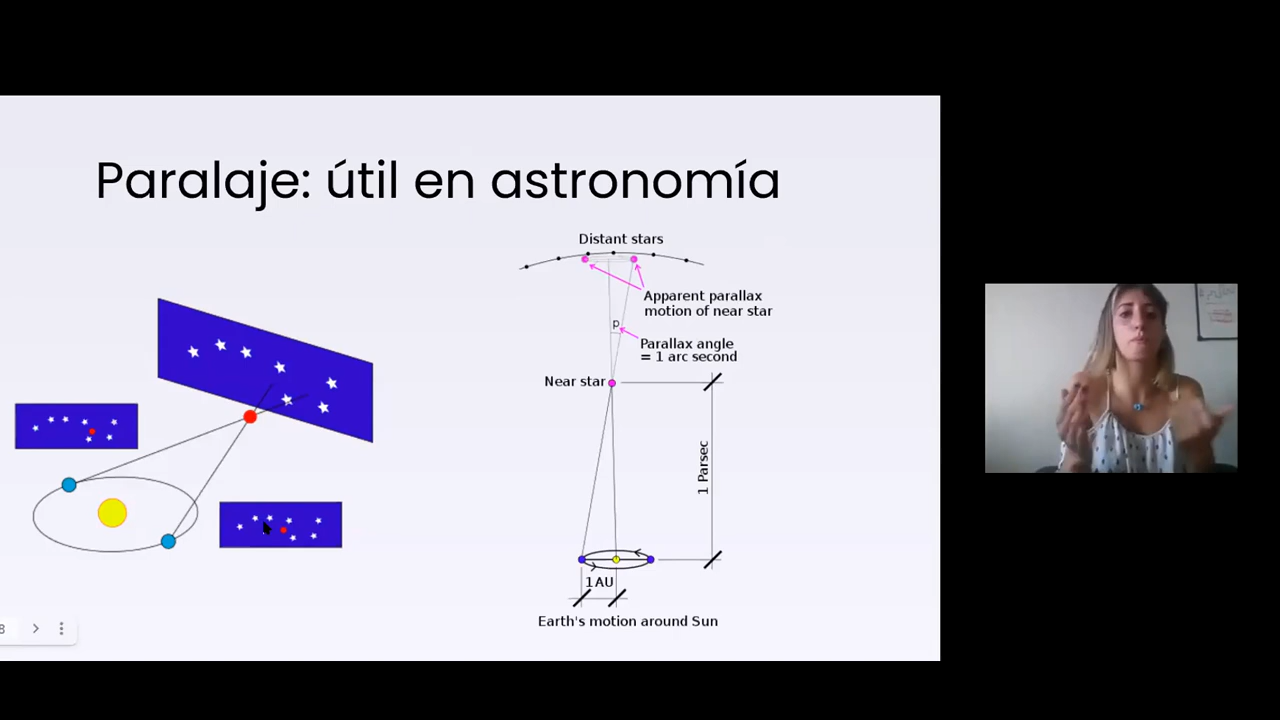 Paralaje: útil en astronomía
Distant stars
Apparent parallax
motion of near star
p
Parallax angle
= 1 arc second
Near star
1 Parsec
1 AU
Earth's motion around Sun
8